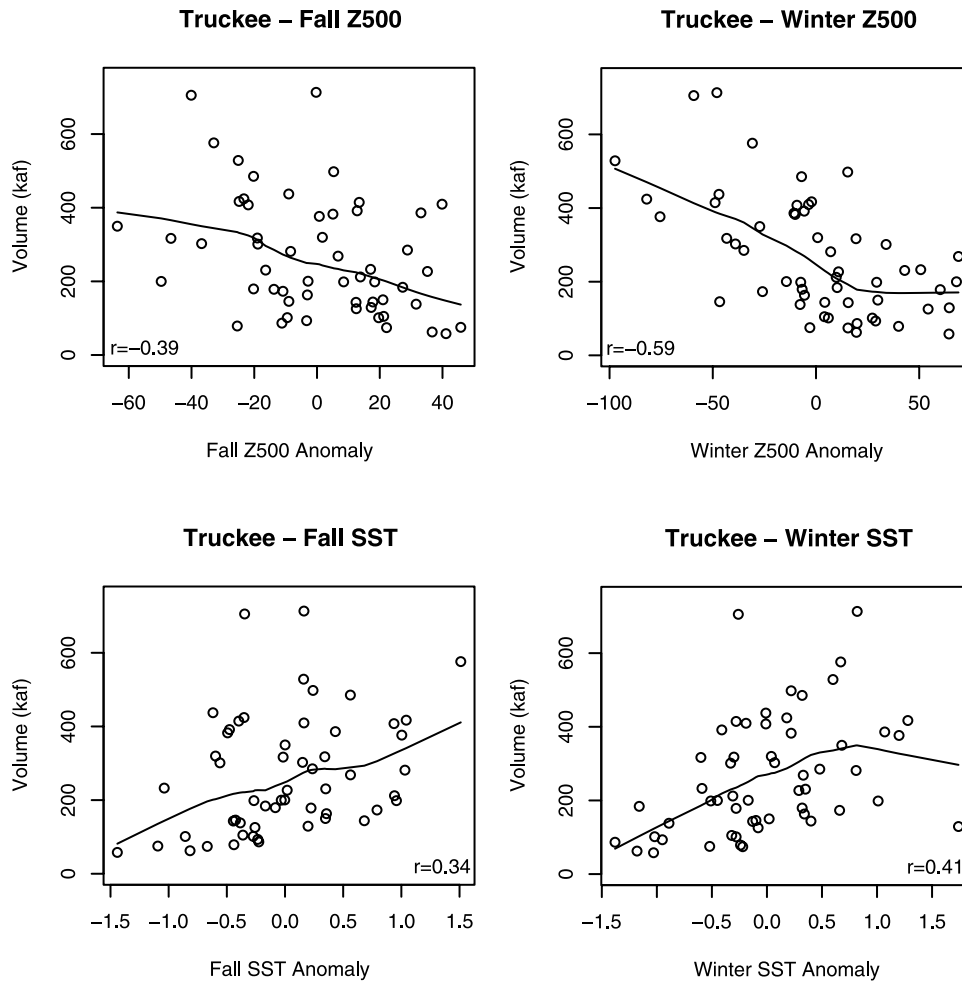 Truckee – Fall Z500
Volume (kaf)
600
400
200
0
r=−0.39
−60 −40 −20 0 20 40
Fall Z500 Anomaly
Truckee – Winter Z500
Volume (kaf)
600
400
200
0
r=−0.59
−100 −50 0 50
Winter Z500 Anomaly
Truckee – Fall SST
Volume (kaf)
600
400
200
0
r=0.34
−1.5 −1.0 −0.5 0.0 0.5 1.0 1.5
Fall SST Anomaly
Truckee – Winter SST
Volume (kaf)
600
400
200
0
r=0.41
−1.5 −1.0 −0.5 0.0 0.5 1.0 1.5
Winter SST Anomaly